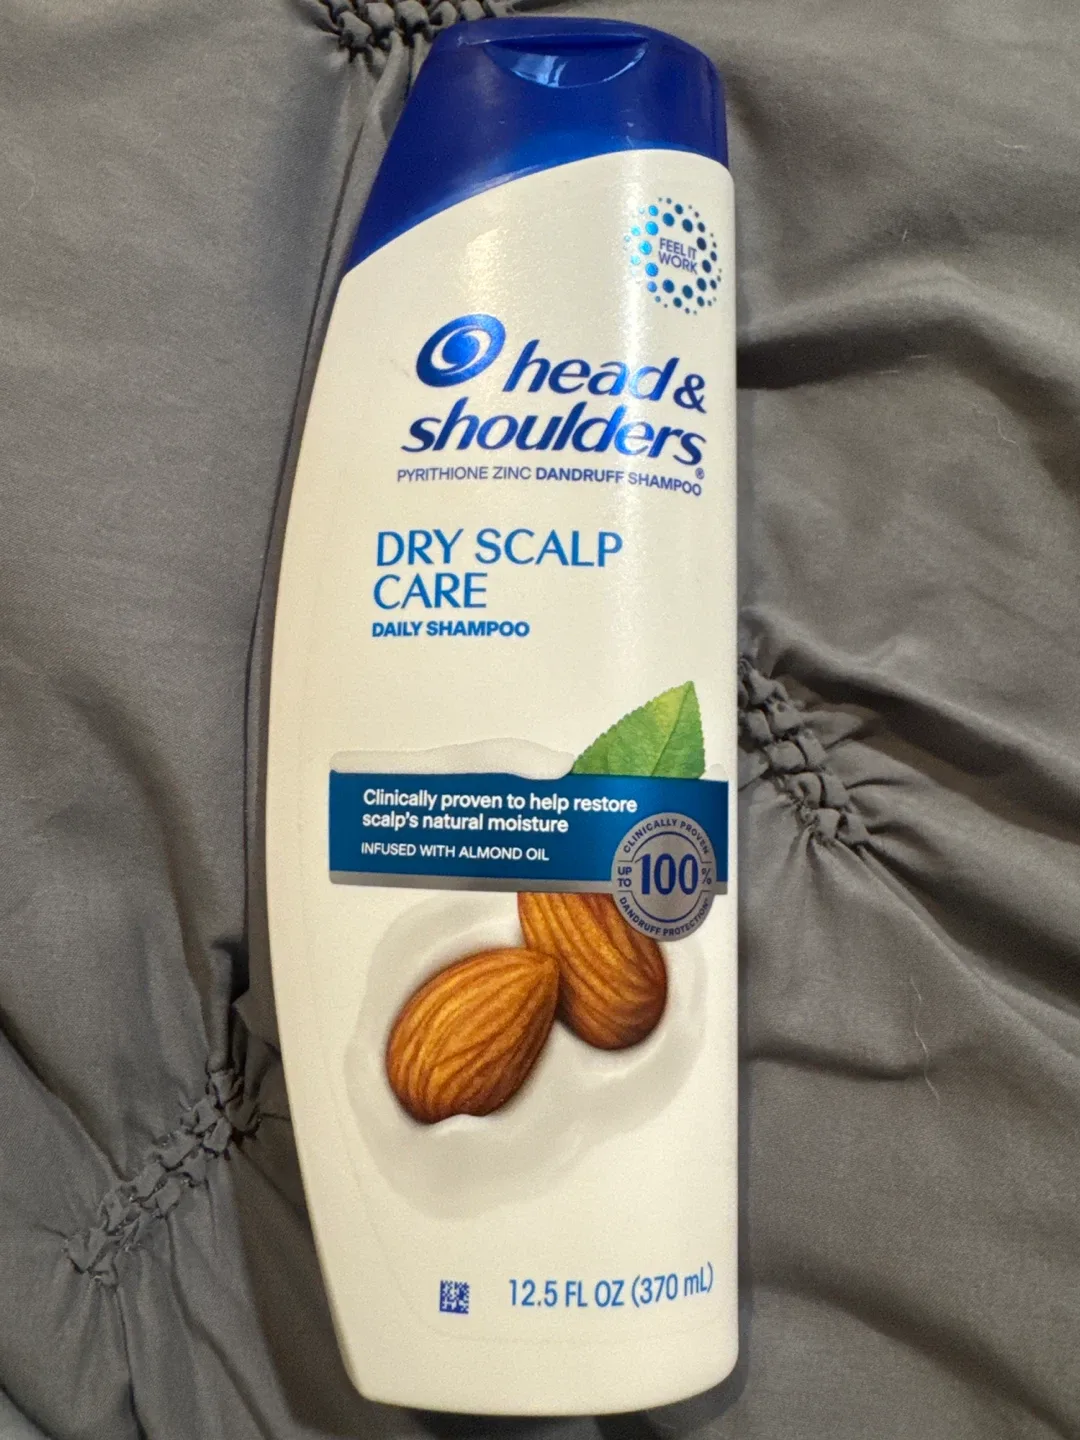 FEEL IT
WORK
head &
shoulders®
PYRITHIONE ZINC DANDRUFF SHAMPOO
DRY SCALP
CARE
DAILY SHAMPOO
Clinically proven to help restore
scalp's natural moisture
INFUSED WITH ALMOND OIL
CLINICALLY PROVEN
UP TO 100%
DANDRUFF PROTECTION
12.5 FL OZ (370 mL)